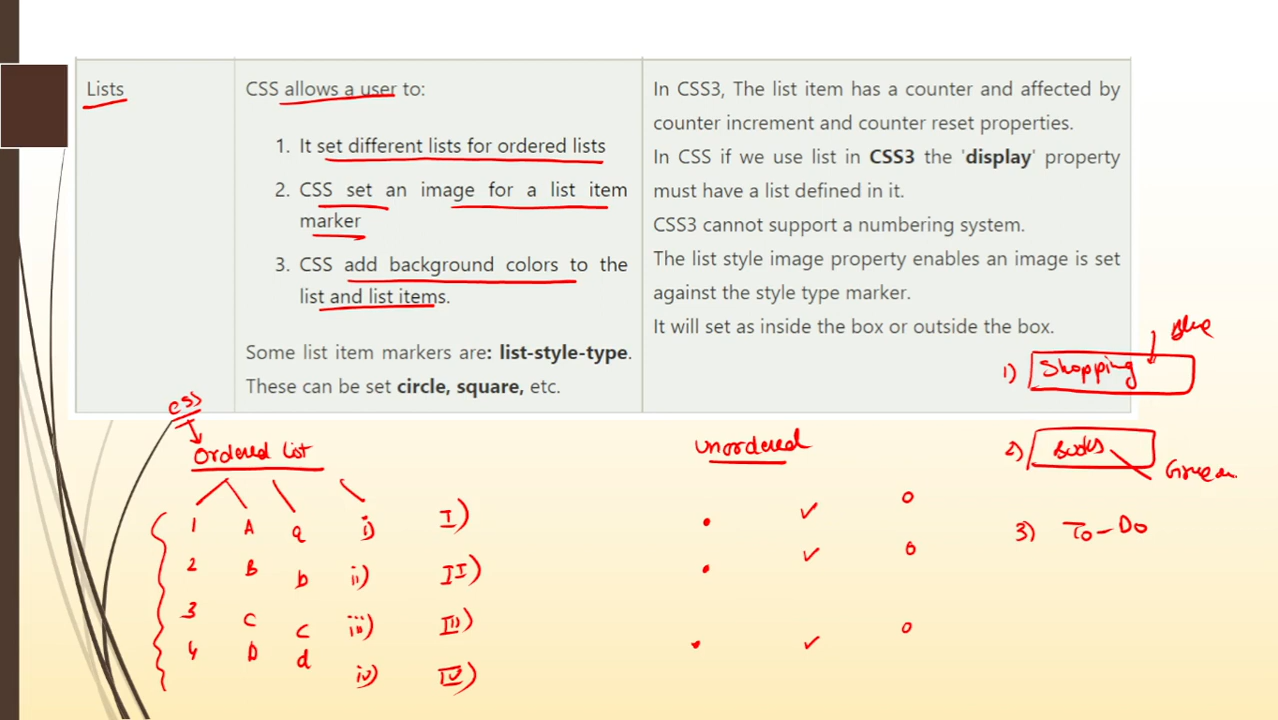 Lists
CSS allows a user to:
1. It set different lists for ordered lists
2. CSS set an image for a list item
marker
3. CSS add background colors to the
list and list items.
Some list item markers are: list-style-type.
These can be set circle, square, etc.
In CSS3, The list item has a counter and affected by
counter increment and counter reset properties.
In CSS if we use list in CSS3 the 'display' property
must have a list defined in it.
CSS3 cannot support a numbering system.
The list style image property enables an image is set
against the style type marker.
It will set as inside the box or outside the box.
Blue
1) Shopping
2) Books
Green
3) To-Do
css
Ordered list
1 A a i) I)
2 B b ii) II)
3 C c iii) III)
4 D d iv) IV)
unordered